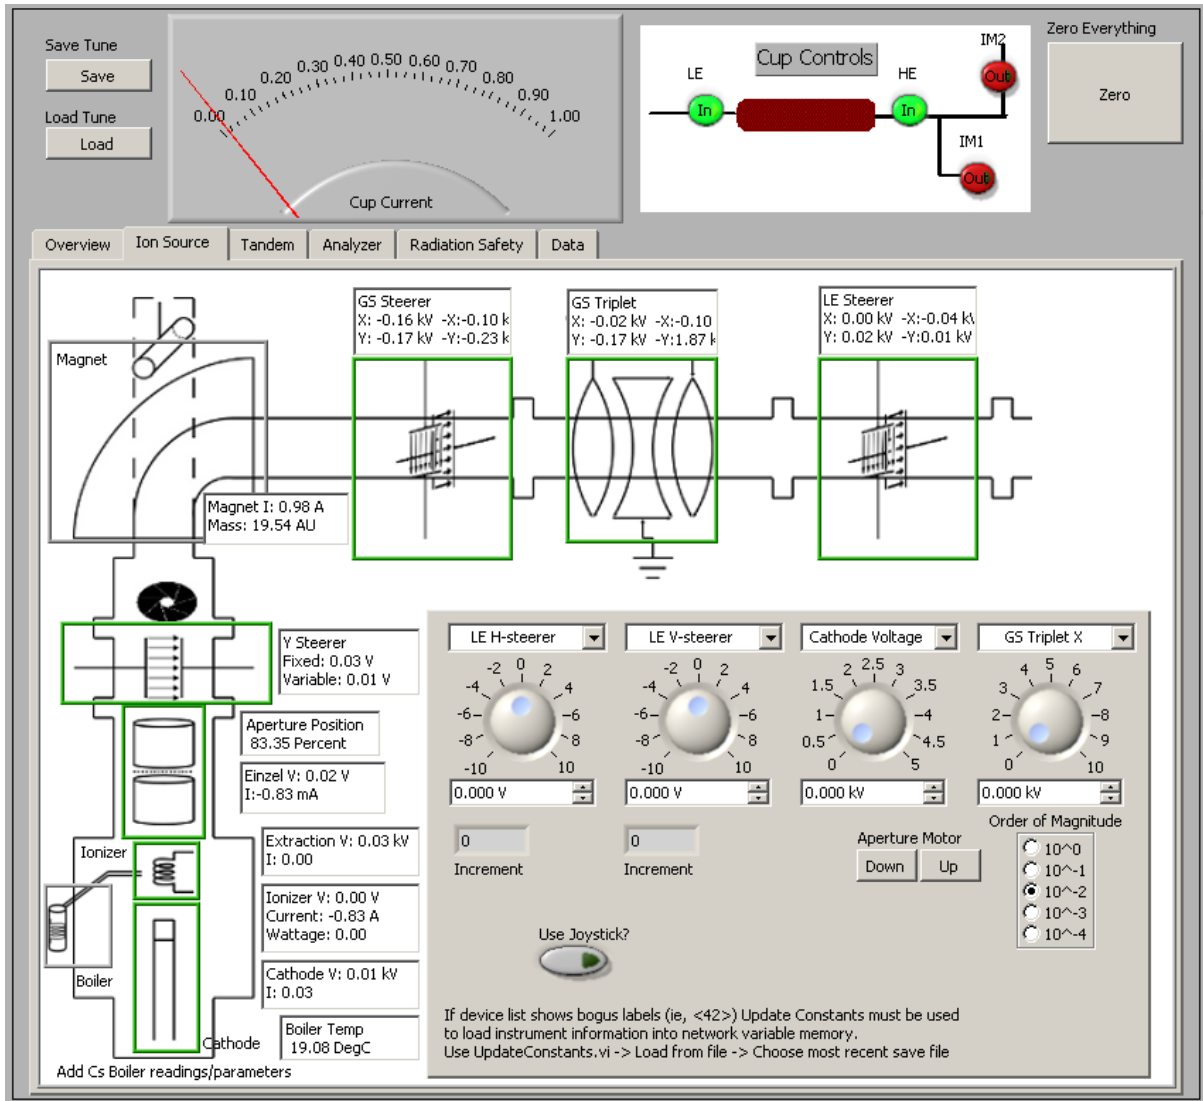 Save Tune
Save
Load Tune
Load
0.00 0.10 0.20 0.30 0.40 0.50 0.60 0.70 0.80 0.90 1.00
Cup Current
Cup Controls
LE
In
HE
In
IM2
Out
IM1
Out
Zero Everything
Zero
Overview
Ion Source
Tandem
Analyzer
Radiation Safety
Data
GS Steerer
X: -0.16 kV -X:-0.10 k
Y: -0.17 kV -Y:-0.23 k
GS Triplet
X: -0.02 kV -X:-0.10
Y: -0.17 kV -Y:1.87 k
LE Steerer
X: 0.00 kV -X:-0.04 kV
Y: 0.02 kV -Y:0.01 kV
Magnet
Magnet I: 0.98 A
Mass: 19.54 AU
Y Steerer
Fixed: 0.03 V
Variable: 0.01 V
Aperture Position
83.35 Percent
Einzel V: 0.02 V
I:-0.83 mA
Ionizer
Extraction V: 0.03 kV
I: 0.00
Ionizer V: 0.00 V
Current: -0.83 A
Wattage: 0.00
Boiler
Cathode V: 0.01 kV
I: 0.03
Cathode
Boiler Temp
19.08 DegC
Add Cs Boiler readings/parameters
LE H-steerer
-10 -8 -6 -4 -2 0 2 4 6 8 10
0.000 V
0
Increment
LE V-steerer
-10 -8 -6 -4 -2 0 2 4 6 8 10
0.000 V
0
Increment
Cathode Voltage
0 0.5 1 1.5 2 2.5 3 3.5 4 4.5 5
0.000 kV
GS Triplet X
0 1 2 3 4 5 6 7 8 9 10
0.000 kV
Aperture Motor
Down
Up
Order of Magnitude
10^0
10^-1
10^-2
10^-3
10^-4
Use Joystick?
If device list shows bogus labels (ie, <42>) Update Constants must be used
to load instrument information into network variable memory.
Use UpdateConstants.vi -> Load from file -> Choose most recent save file